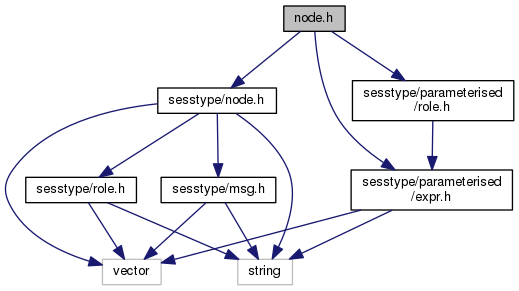 node.h
sesstype/node.h
sesstype/parameterised
/role.h
sesstype/role.h
sesstype/msg.h
sesstype/parameterised
/expr.h
vector
string